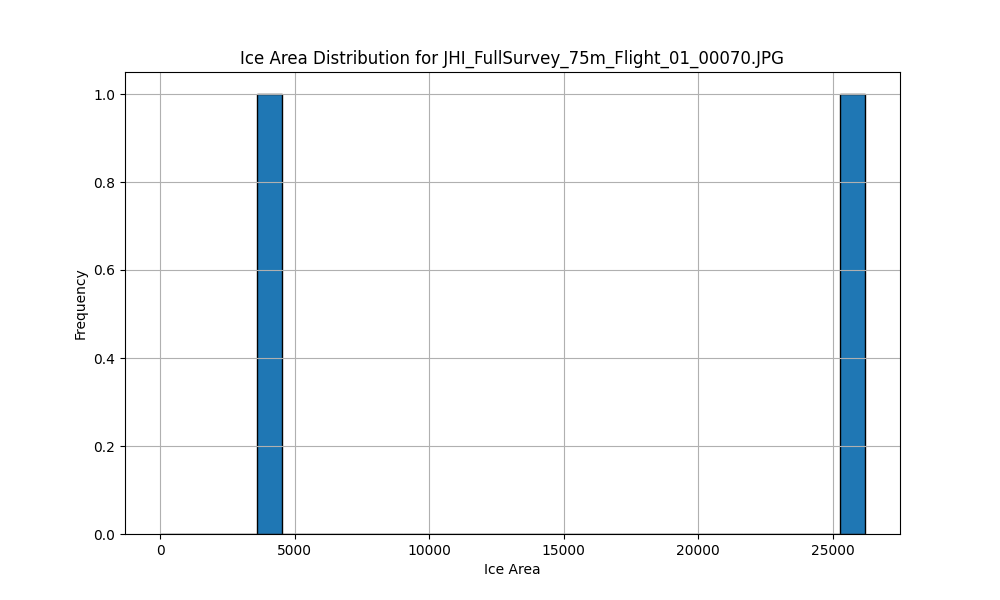 Ice Area Distribution for JHI_FullSurvey_75m_Flight_01_00070.JPG
1.0
0.8
0.6
0.4
0.2
0.0
Frequency
0 5000 10000 15000 20000 25000
Ice Area